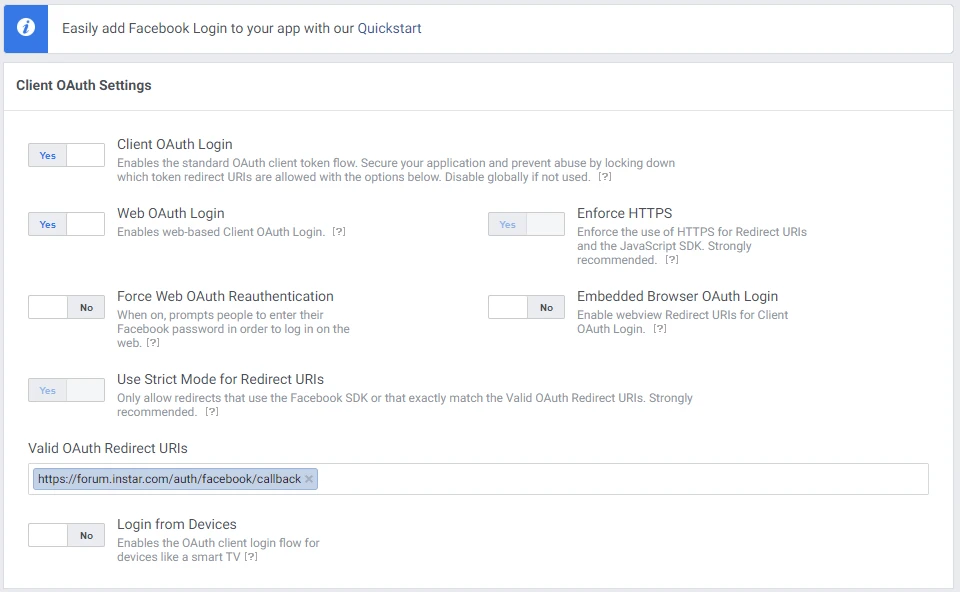 Easily add Facebook Login to your app with our Quickstart
Client OAuth Settings
Yes
Client OAuth Login
Enables the standard OAuth client token flow. Secure your application and prevent abuse by locking down
which token redirect URIs are allowed with the options below. Disable globally if not used. [?]
Yes
Web OAuth Login
Enables web-based Client OAuth Login. [?]
Yes
Enforce HTTPS
Enforce the use of HTTPS for Redirect URIs
and the JavaScript SDK. Strongly
recommended. [?]
No
Force Web OAuth Reauthentication
When on, prompts people to enter their
Facebook password in order to log in on the
web. [?]
No
Embedded Browser OAuth Login
Enable webview Redirect URIs for Client
OAuth Login. [?]
Yes
Use Strict Mode for Redirect URIs
Only allow redirects that use the Facebook SDK or that exactly match the Valid OAuth Redirect URIs. Strongly
recommended. [?]
Valid OAuth Redirect URIs
https://forum.instar.com/auth/facebook/callback ×
No
Login from Devices
Enables the OAuth client login flow for
devices like a smart TV [?]